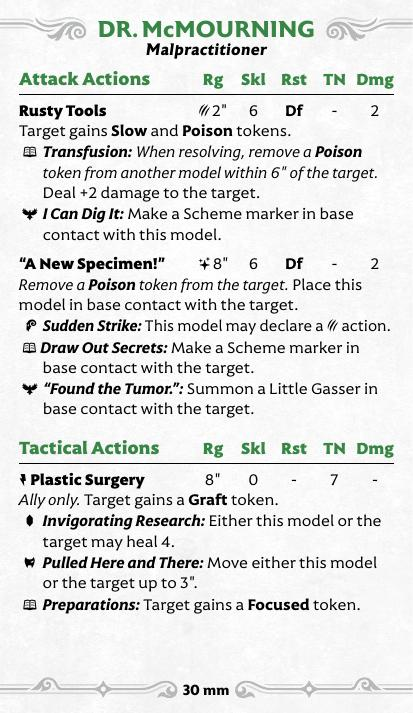 DR. McMOURNING
Malpractitioner
Attack Actions Rg Skl Rst TN Dmg
Rusty Tools 2" 6 Df - 2
Target gains Slow and Poison tokens.
Transfusion: When resolving, remove a Poison
token from another model within 6" of the target.
Deal +2 damage to the target.
I Can Dig It: Make a Scheme marker in base
contact with this model.
“A New Specimen!” 8" 6 Df - 2
Remove a Poison token from the target. Place this
model in base contact with the target.
Sudden Strike: This model may declare a action.
Draw Out Secrets: Make a Scheme marker in
base contact with the target.
“Found the Tumor.”: Summon a Little Gasser in
base contact with the target.
Tactical Actions Rg Skl Rst TN Dmg
Plastic Surgery 8" 0 - 7 -
Ally only. Target gains a Graft token.
Invigorating Research: Either this model or the
target may heal 4.
Pulled Here and There: Move either this model
or the target up to 3".
Preparations: Target gains a Focused token.
30 mm